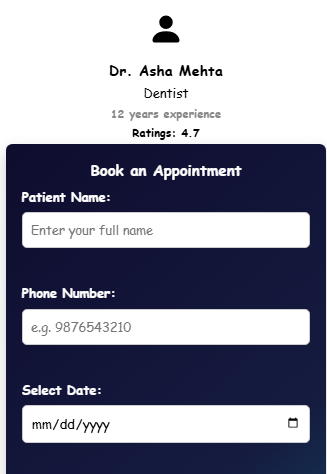 Dr. Asha Mehta
Dentist
12 years experience
Ratings: 4.7
Book an Appointment
Patient Name:
Enter your full name
Phone Number:
e.g. 9876543210
Select Date:
mm/dd/yyyy